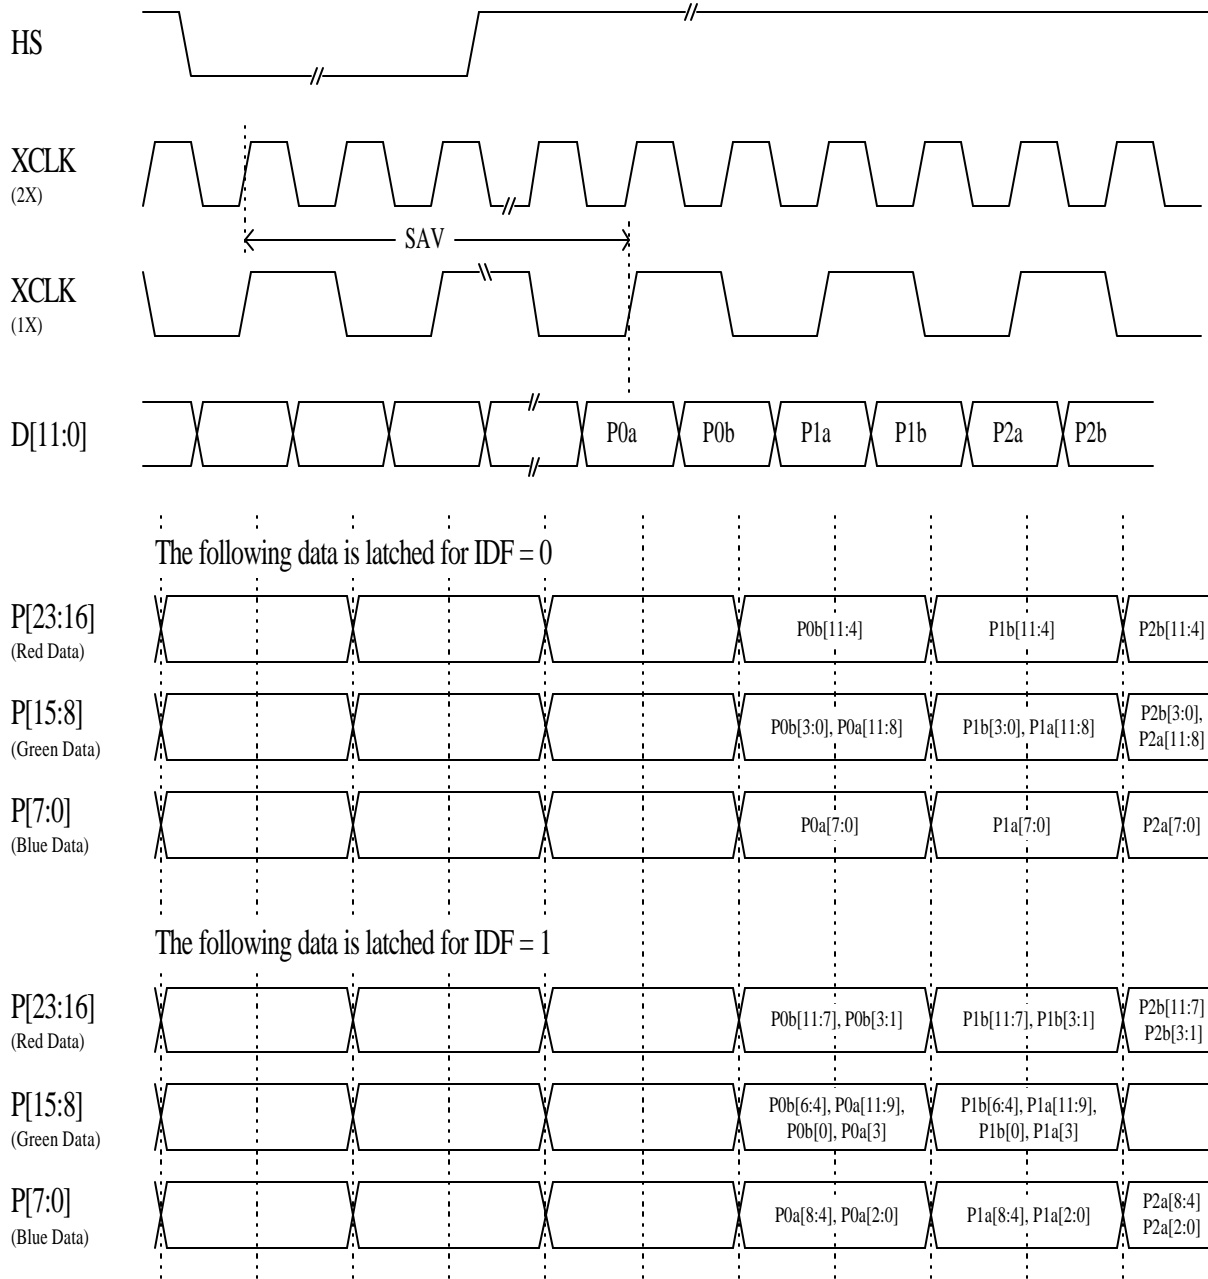 HS
XCLK
(2X)
SAV
XCLK
(1X)
D[11:0]
P0a
P0b
P1a
P1b
P2a
P2b
The following data is latched for IDF = 0
P[23:16]
(Red Data)
P0b[11:4]
P1b[11:4]
P2b[11:4]
P[15:8]
(Green Data)
P0b[3:0], P0a[11:8]
P1b[3:0], P1a[11:8]
P2b[3:0],
P2a[11:8]
P[7:0]
(Blue Data)
P0a[7:0]
P1a[7:0]
P2a[7:0]
The following data is latched for IDF = 1
P[23:16]
(Red Data)
P0b[11:7], P0b[3:1]
P1b[11:7], P1b[3:1]
P2b[11:7]
P2b[3:1]
P[15:8]
(Green Data)
P0b[6:4], P0a[11:9],
P0b[0], P0a[3]
P1b[6:4], P1a[11:9],
P1b[0], P1a[3]
P[7:0]
(Blue Data)
P0a[8:4], P0a[2:0]
P1a[8:4], P1a[2:0]
P2a[8:4]
P2a[2:0]